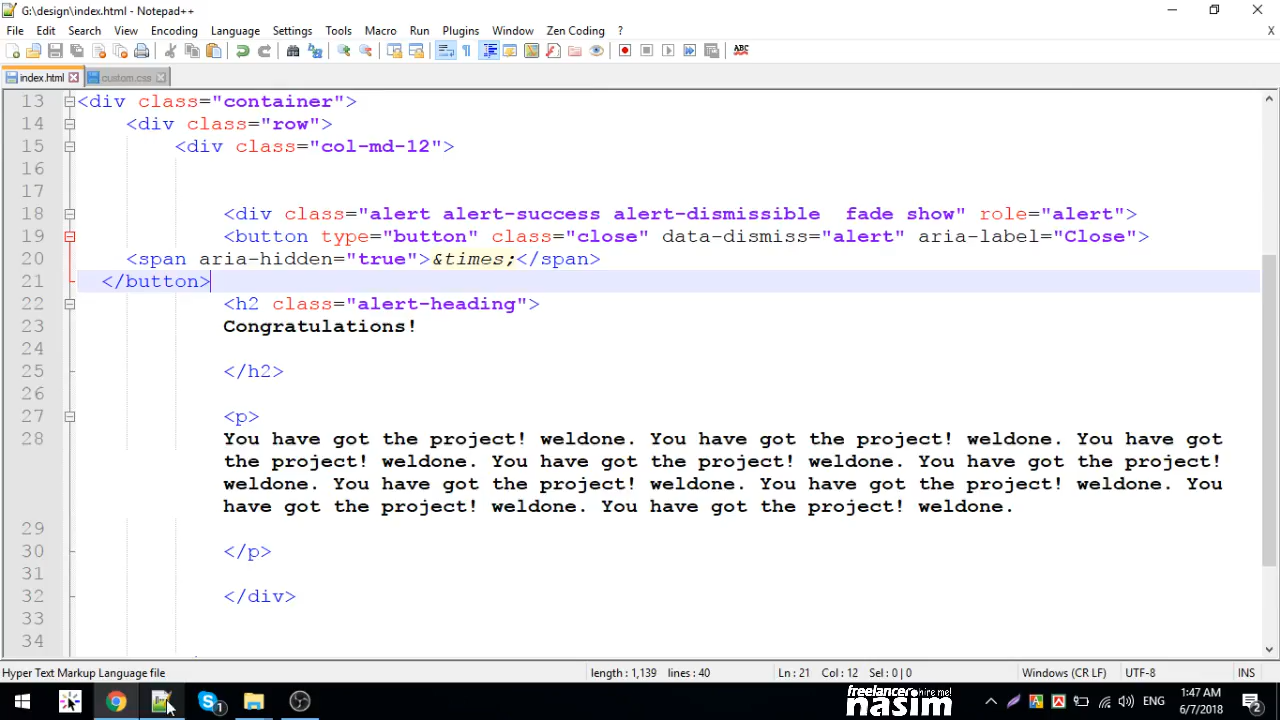 G:\design\index.html - Notepad++
File Edit Search View Encoding Language Settings Tools Macro Run Plugins Window Zen Coding ? X
ABC
index.html custom.css
13 <div class="container">
14 <div class="row">
15 <div class="col-md-12">
16
17
18 <div class="alert alert-success alert-dismissible  fade show" role="alert">
19 <button type="button" class="close" data-dismiss="alert" aria-label="Close">
20 <span aria-hidden="true">&times;</span>
21 </button>
22 <h2 class="alert-heading">
23 Congratulations!
24
25 </h2>
26
27 <p>
28 You have got the project! weldone. You have got the project! weldone. You have got
the project! weldone. You have got the project! weldone. You have got the project!
weldone. You have got the project! weldone. You have got the project! weldone. You
have got the project! weldone. You have got the project! weldone.
29
30 </p>
31
32 </div>
33
34
Hyper Text Markup Language file length : 1,139 lines : 40 Ln : 21 Col : 12 Sel : 0 | 0 Windows (CR LF) UTF-8 INS
freelancer hire me!
nasim
1
ENG
1:47 AM
6/7/2018
2